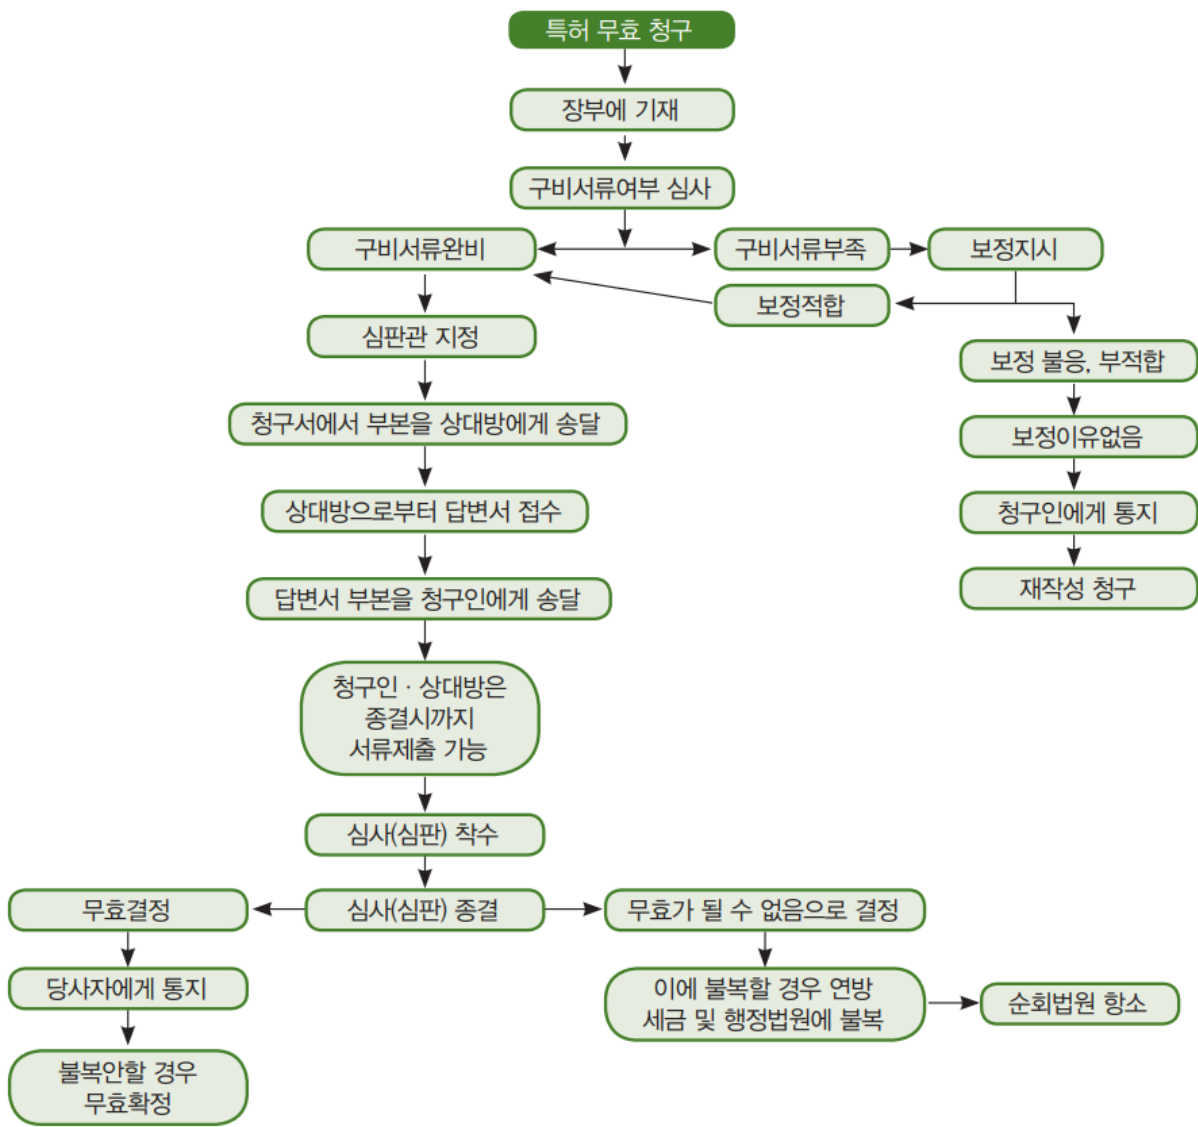 특허 무효 청구
장부에 기재
구비서류여부 심사
구비서류완비
구비서류부족
보정지시
보정적합
심판관 지정
보정 불응, 부적합
청구서에서 부본을 상대방에게 송달
보정이유없음
상대방으로부터 답변서 접수
청구인에게 통지
답변서 부본을 청구인에게 송달
재작성 청구
청구인 · 상대방은
종결시까지
서류제출 가능
심사(심판) 착수
무효결정
심사(심판) 종결
무효가 될 수 없음으로 결정
당사자에게 통지
이에 불복할 경우 연방
세금 및 행정법원에 불복
순회법원 항소
불복안할 경우
무효확정